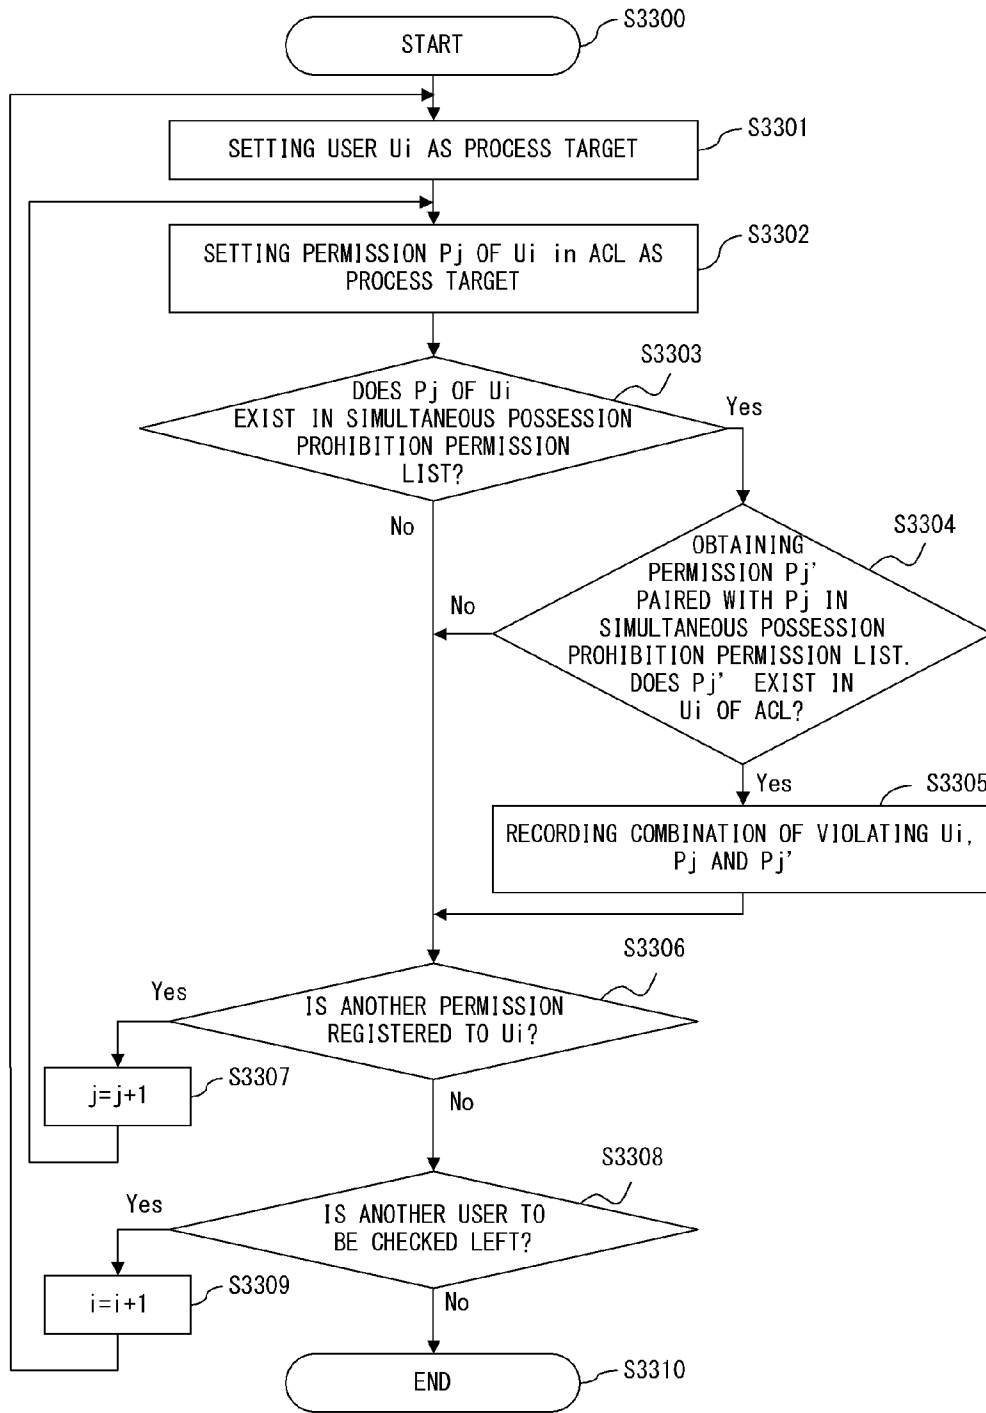 S3300
START
S3301
SETTING USER Ui AS PROCESS TARGET
S3302
SETTING PERMISSION Pj OF Ui in ACL AS
PROCESS TARGET
S3303
DOES Pj OF Ui
EXIST IN SIMULTANEOUS POSSESSION
PROHIBITION PERMISSION
LIST?
Yes
No
S3304
OBTAINING
PERMISSION Pj'
PAIRED WITH Pj IN
SIMULTANEOUS POSSESSION
PROHIBITION PERMISSION LIST.
DOES Pj' EXIST IN
Ui OF ACL?
No
Yes
S3305
RECORDING COMBINATION OF VIOLATING Ui,
Pj AND Pj'
S3306
IS ANOTHER PERMISSION
REGISTERED TO Ui?
Yes
S3307
j=j+1
No
S3308
IS ANOTHER USER TO
BE CHECKED LEFT?
Yes
S3309
i=i+1
No
END
S3310